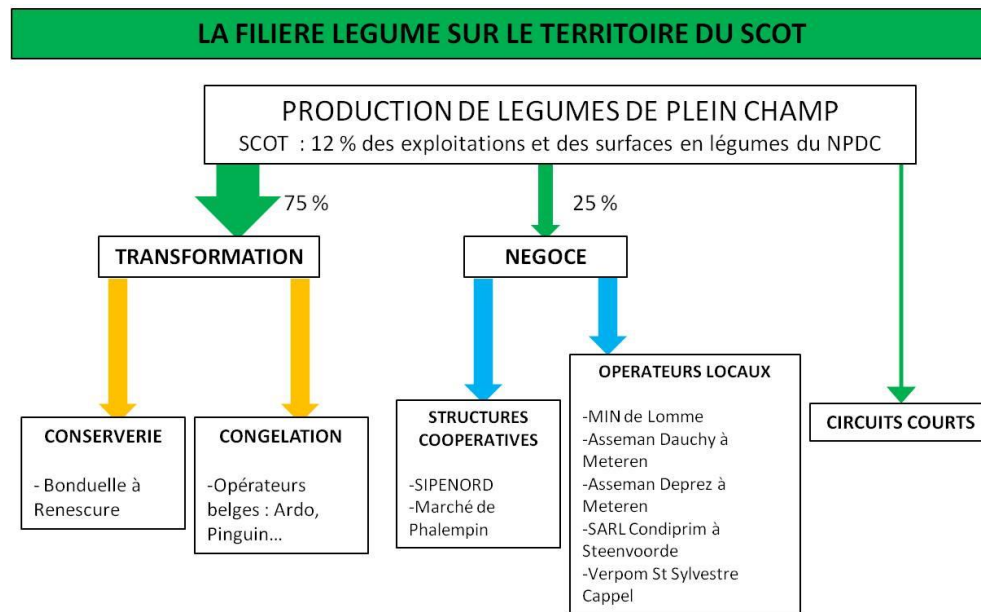 LA FILIERE LEGUME SUR LE TERRITOIRE DU SCOT
PRODUCTION DE LEGUMES DE PLEIN CHAMP
SCOT : 12 % des exploitations et des surfaces en légumes du NPDC
75 %
25 %
TRANSFORMATION
NEGOCE
CONSERVERIE
- Bonduelle à
Renescure
CONGELATION
-Opérateurs
belges : Ardo,
Pinguin...
STRUCTURES
COOPERATIVES
-SIPENORD
-Marché de
Phalempin
OPERATEURS LOCAUX
-MIN de Lomme
-Asseman Dauchy à
Meteren
-Asseman Deprez à
Meteren
-SARL Condiprim à
Steenvoorde
-Verpom St Sylvestre
Cappel
CIRCUITS COURTS